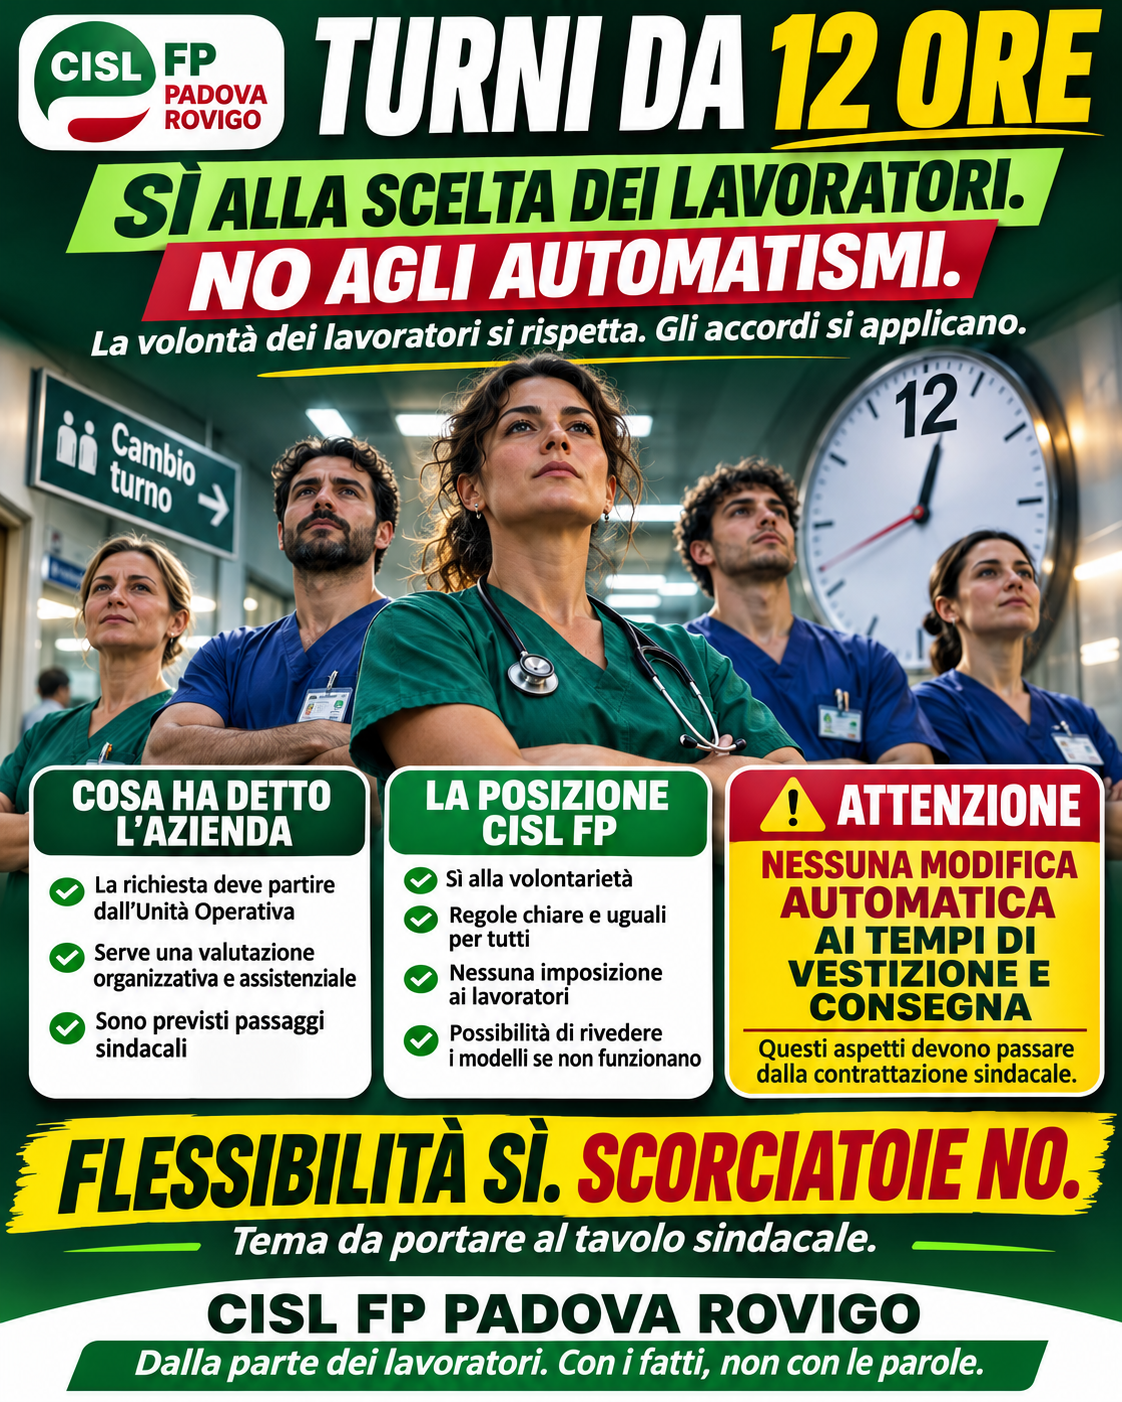 CISL FP
PADOVA
ROVIGO
TURNI DA 12 ORE
SÌ ALLA SCELTA DEI LAVORATORI.
NO AGLI AUTOMATISMI.
La volontà dei lavoratori si rispetta. Gli accordi si applicano.
Cambio
turno
12
COSA HA DETTO
L'AZIENDA
La richiesta deve partire
dall'Unità Operativa
Serve una valutazione
organizzativa e assistenziale
Sono previsti passaggi
sindacali
LA POSIZIONE
CISL FP
Sì alla volontarietà
Regole chiare e uguali
per tutti
Nessuna imposizione
ai lavoratori
Possibilità di rivedere
i modelli se non funzionano
ATTENZIONE
NESSUNA MODIFICA
AUTOMATICA
AI TEMPI DI
VESTIZIONE E
CONSEGNA
Questi aspetti devono passare
dalla contrattazione sindacale.
FLESSIBILITÀ SÌ. SCORCIATOIE NO.
Tema da portare al tavolo sindacale.
CISL FP PADOVA ROVIGO
Dalla parte dei lavoratori. Con i fatti, non con le parole.